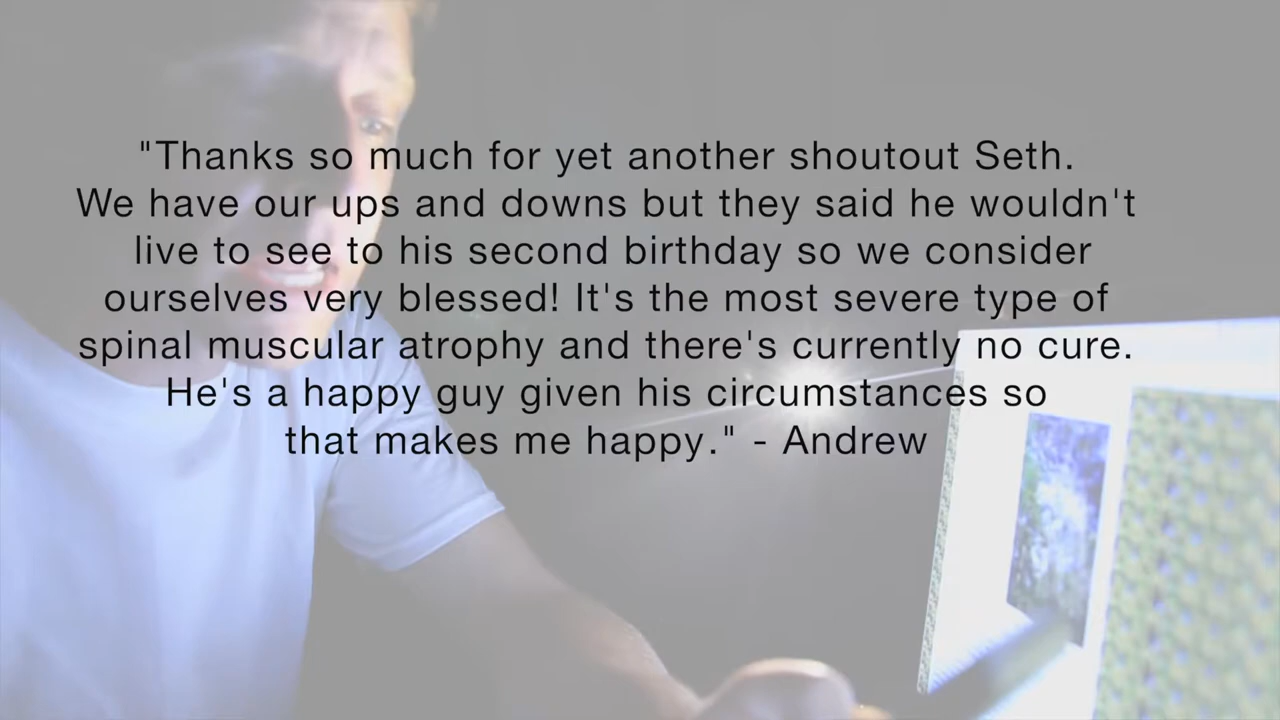 "Thanks so much for yet another shoutout Seth.
We have our ups and downs but they said he wouldn't
live to see to his second birthday so we consider
ourselves very blessed! It's the most severe type of
spinal muscular atrophy and there's currently no cure.
He's a happy guy given his circumstances so
that makes me happy." - Andrew